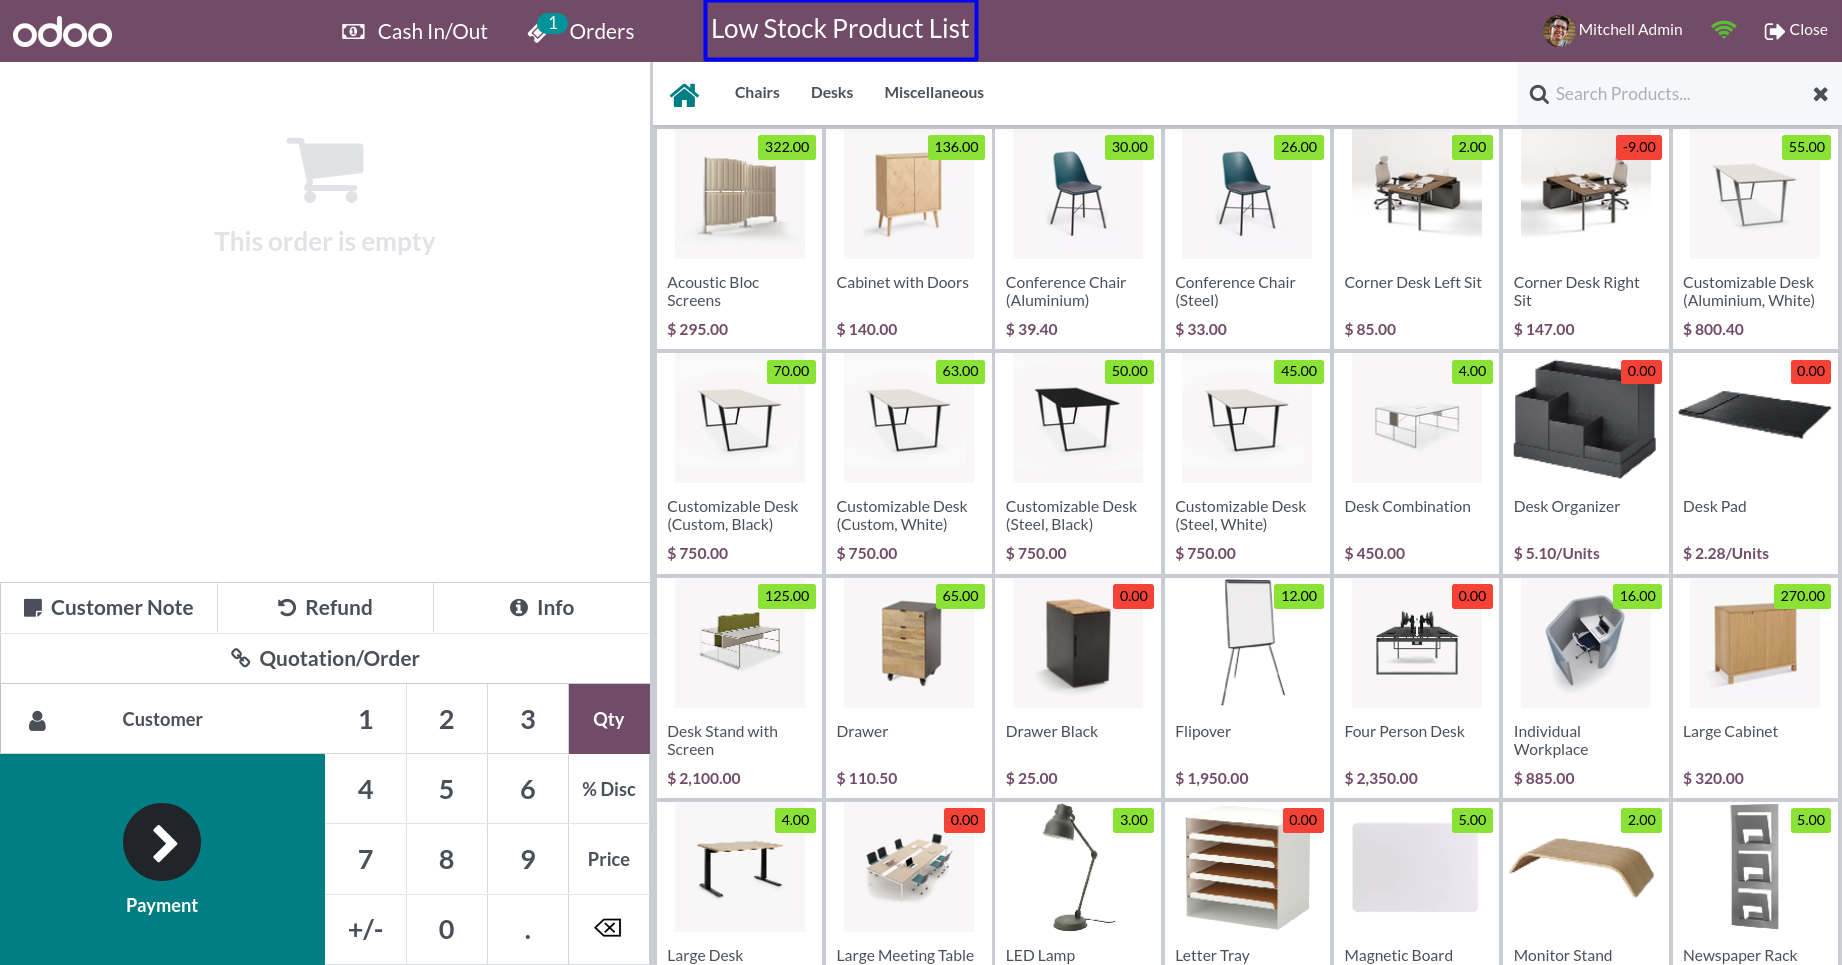 odoo
Cash In/Out
1
Orders
Low Stock Product List
Mitchell Admin
Close
Chairs
Desks
Miscellaneous
Search Products...
This order is empty
322.00
Acoustic Bloc
Screens
$ 295.00
136.00
Cabinet with Doors
$ 140.00
30.00
Conference Chair
(Aluminium)
$ 39.40
26.00
Conference Chair
(Steel)
$ 33.00
2.00
Corner Desk Left Sit
$ 85.00
-9.00
Corner Desk Right
Sit
$ 147.00
55.00
Customizable Desk
(Aluminium, White)
$ 800.40
70.00
Customizable Desk
(Custom, Black)
$ 750.00
63.00
Customizable Desk
(Custom, White)
$ 750.00
50.00
Customizable Desk
(Steel, Black)
$ 750.00
45.00
Customizable Desk
(Steel, White)
$ 750.00
4.00
Desk Combination
$ 450.00
0.00
Desk Organizer
$ 5.10/Units
0.00
Desk Pad
$ 2.28/Units
125.00
Desk Stand with
Screen
$ 2,100.00
65.00
Drawer
$ 110.50
0.00
Drawer Black
$ 25.00
12.00
Flipover
$ 1,950.00
0.00
Four Person Desk
$ 2,350.00
16.00
Individual
Workplace
$ 885.00
270.00
Large Cabinet
$ 320.00
4.00
Large Desk
0.00
Large Meeting Table
3.00
LED Lamp
0.00
Letter Tray
5.00
Magnetic Board
2.00
Monitor Stand
5.00
Newspaper Rack
Customer Note
Refund
Info
Quotation/Order
Customer
1
2
3
Qty
4
5
6
% Disc
7
8
9
Price
+/-
0
.
Payment